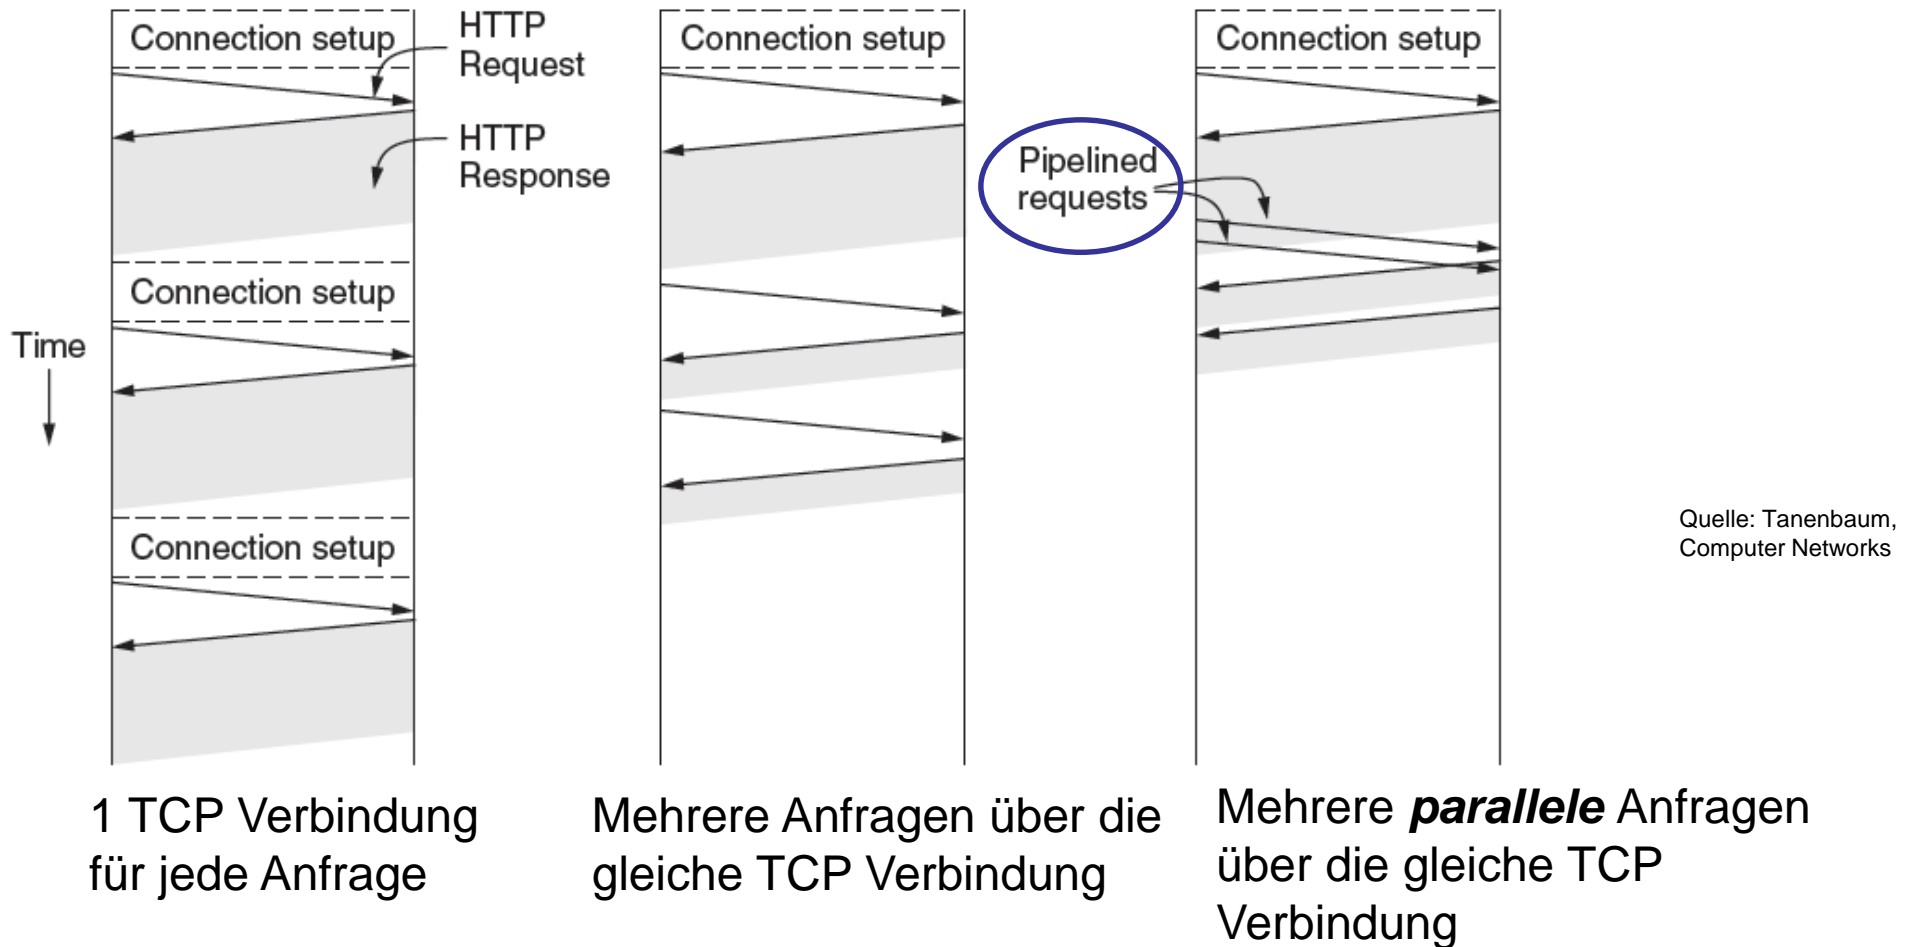 Connection setup
HTTP
Request
HTTP
Response
Connection setup
Time
Connection setup
Connection setup
Pipelined
requests
Connection setup
Quelle: Tanenbaum,
Computer Networks
1 TCP Verbindung
für jede Anfrage
Mehrere Anfragen über die
gleiche TCP Verbindung
Mehrere parallele Anfragen
über die gleiche TCP
Verbindung